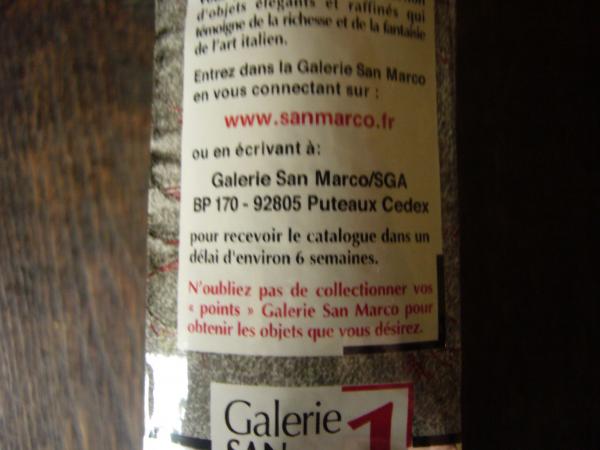 d'objets élégants et raffinés qui
témoigne de la richesse et de la fantaisie
de l'art italien.
Entrez dans la Galerie San Marco
en vous connectant sur :
www.sanmarco.fr
ou en écrivant à:
Galerie San Marco/SGA
BP 170 - 92805 Puteaux Cedex
pour recevoir le catalogue dans un
délai d'environ 6 semaines.
N'oubliez pas de collectionner vos
« points » Galerie San Marco pour
obtenir les objets que vous désirez.
Galerie 1
SAN